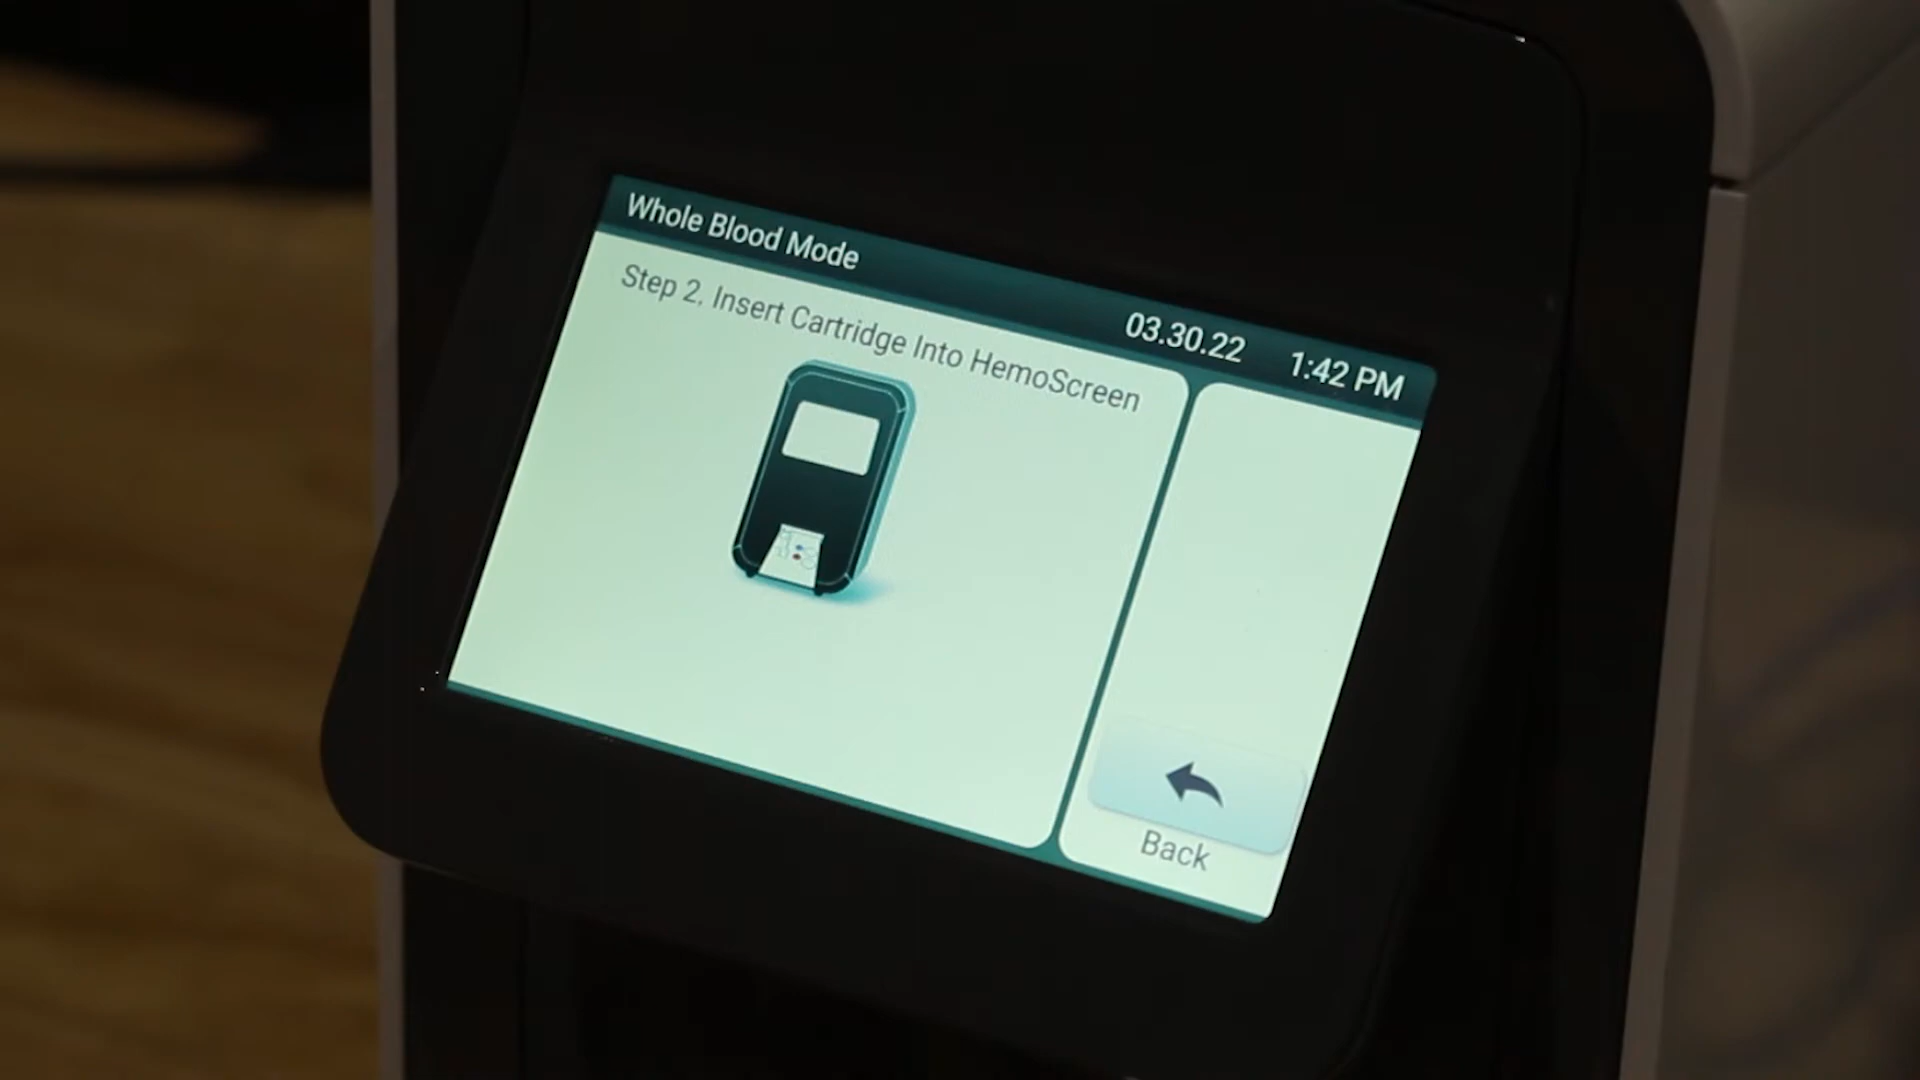 Whole Blood Mode
03.30.22 1:42 PM
Step 2. Insert Cartridge Into HemoScreen
Back